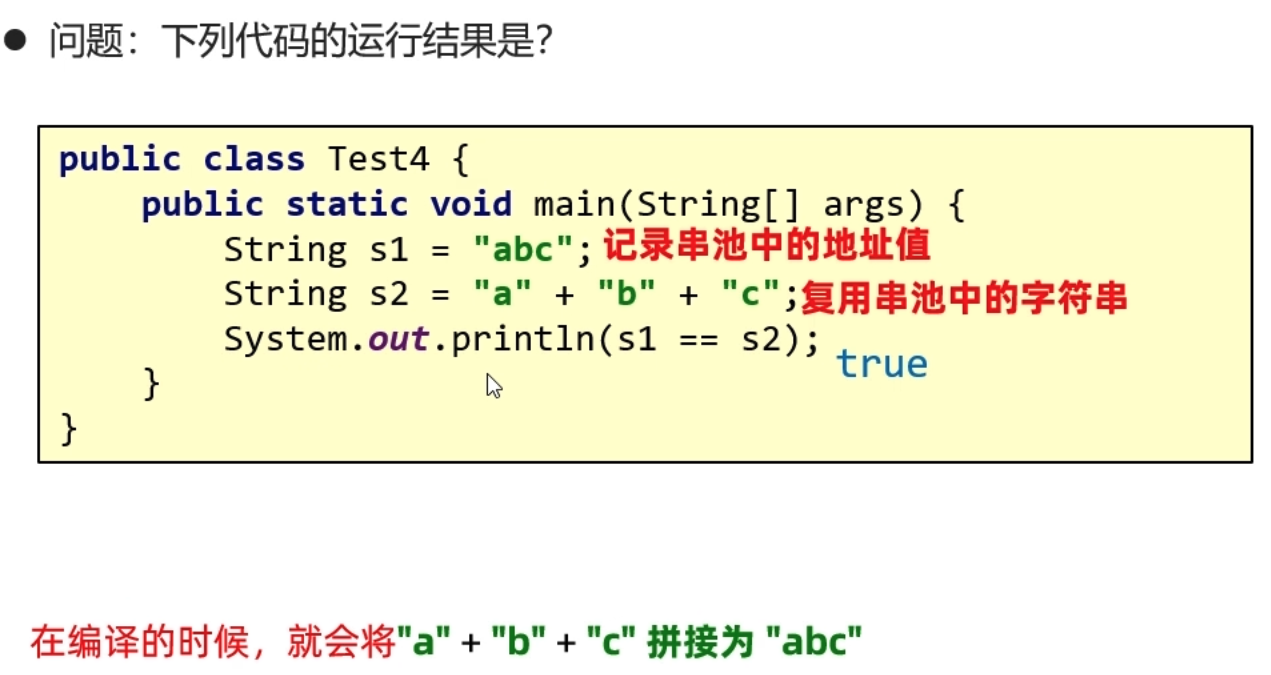 ● 问题：下列代码的运行结果是？
public class Test4 {
public static void main(String[] args) {
String s1 = "abc"; 记录串池中的地址值
String s2 = "a" + "b" + "c";复用串池中的字符串
System.out.println(s1 == s2);
true
}
}
在编译的时候，就会将"a" + "b" + "c" 拼接为 "abc"